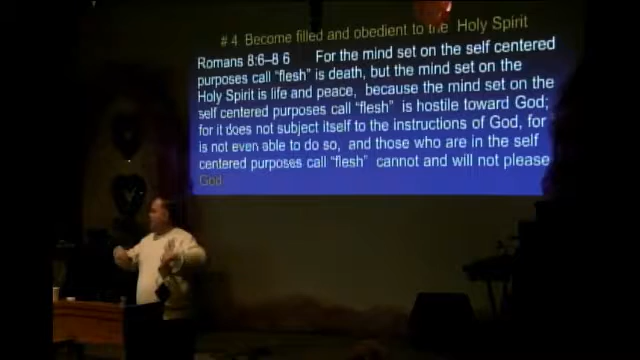 # 4 Become filled and obedient to the Holy Spirit
Romans 8:6–8 6 For the mind set on the self centered
purposes call "flesh" is death, but the mind set on the
Holy Spirit is life and peace, because the mind set on the
self centered purposes call "flesh" is hostile toward God;
for it does not subject itself to the instructions of God, for
is not even able to do so, and those who are in the self
centered purposes call "flesh" cannot and will not please
God